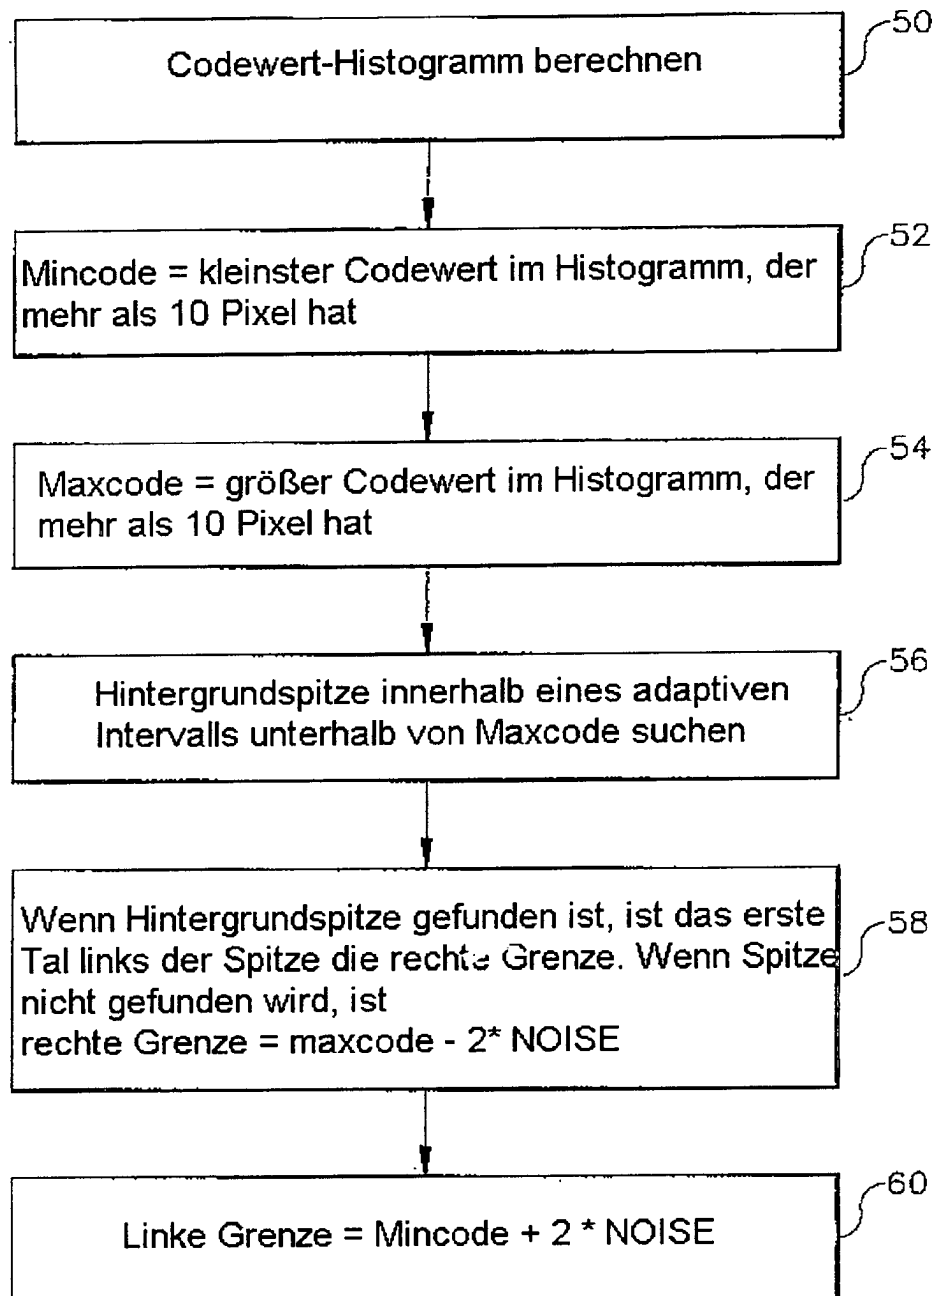 50
Codewert-Histogramm berechnen
52
Mincode = kleinster Codewert im Histogramm, der
mehr als 10 Pixel hat
54
Maxcode = größer Codewert im Histogramm, der
mehr als 10 Pixel hat
56
Hintergrundspitze innerhalb eines adaptiven
Intervalls unterhalb von Maxcode suchen
58
Wenn Hintergrundspitze gefunden ist, ist das erste
Tal links der Spitze die rechte Grenze. Wenn Spitze
nicht gefunden wird, ist
rechte Grenze = maxcode - 2* NOISE
60
Linke Grenze = Mincode + 2 * NOISE